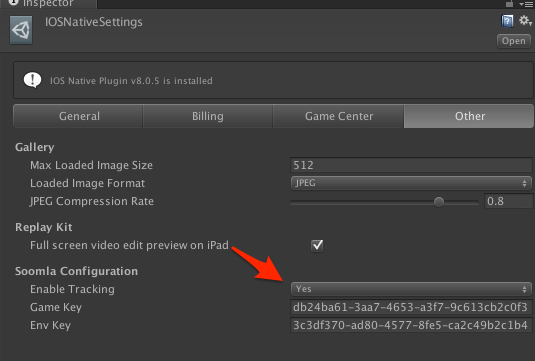 Inspector
IOSNativeSettings
Open
IOS Native Plugin v8.0.5 is installed
General Billing Game Center Other
Gallery
Max Loaded Image Size 512
Loaded Image Format JPEG
JPEG Compression Rate 0.8
Replay Kit
Full screen video edit preview on iPad
Soomla Configuration
Enable Tracking Yes
Game Key db24ba61-3aa7-4653-a3f7-9c613cb2c0f3
Env Key 3c3df370-ad80-4577-8fe5-ca2c49b2c1b4